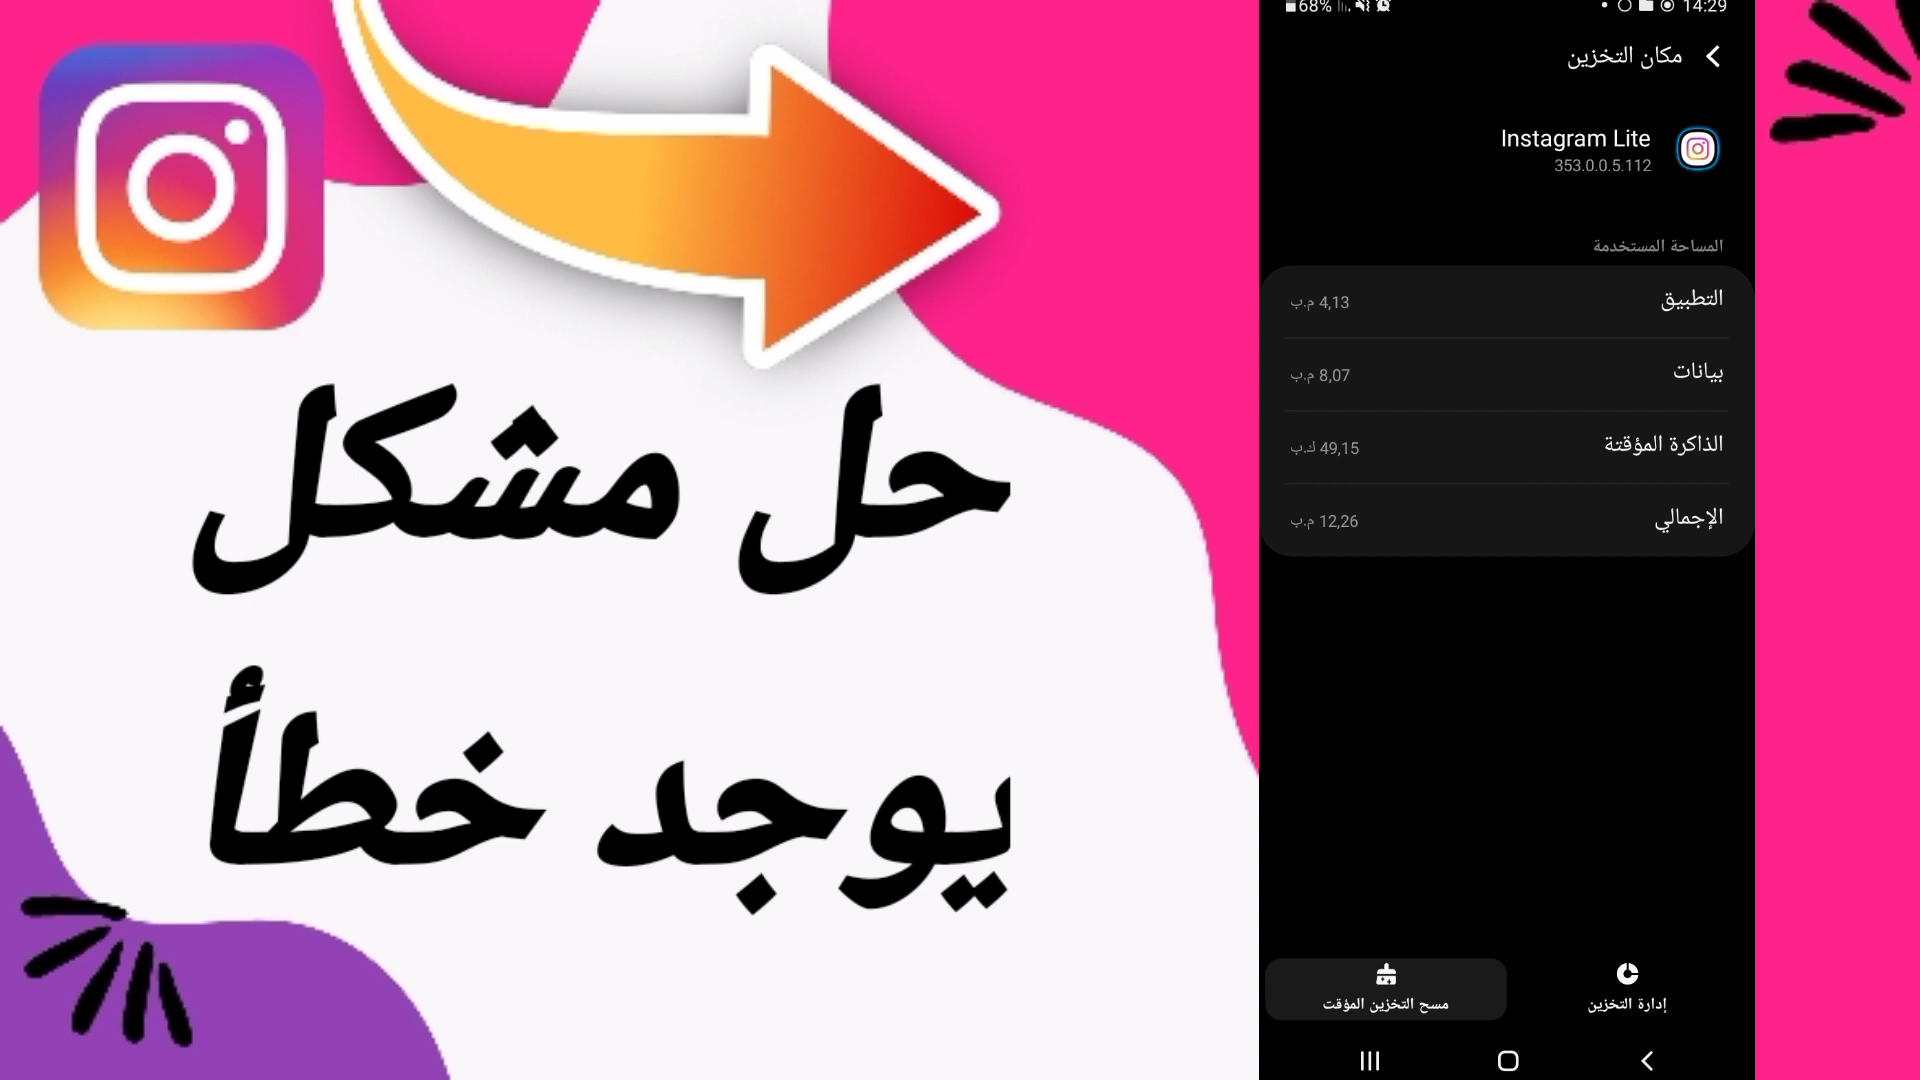 حل مشكل
يوجد خطأ
68% 14:29
مكان التخزين
Instagram Lite
353.0.0.5.112
المساحة المستخدمة
التطبيق 4,13 م.ب
بيانات 8,07 م.ب
الذاكرة المؤقتة 49,15 ك.ب
الإجمالي 12,26 م.ب
إدارة التخزين
مسح التخزين المؤقت